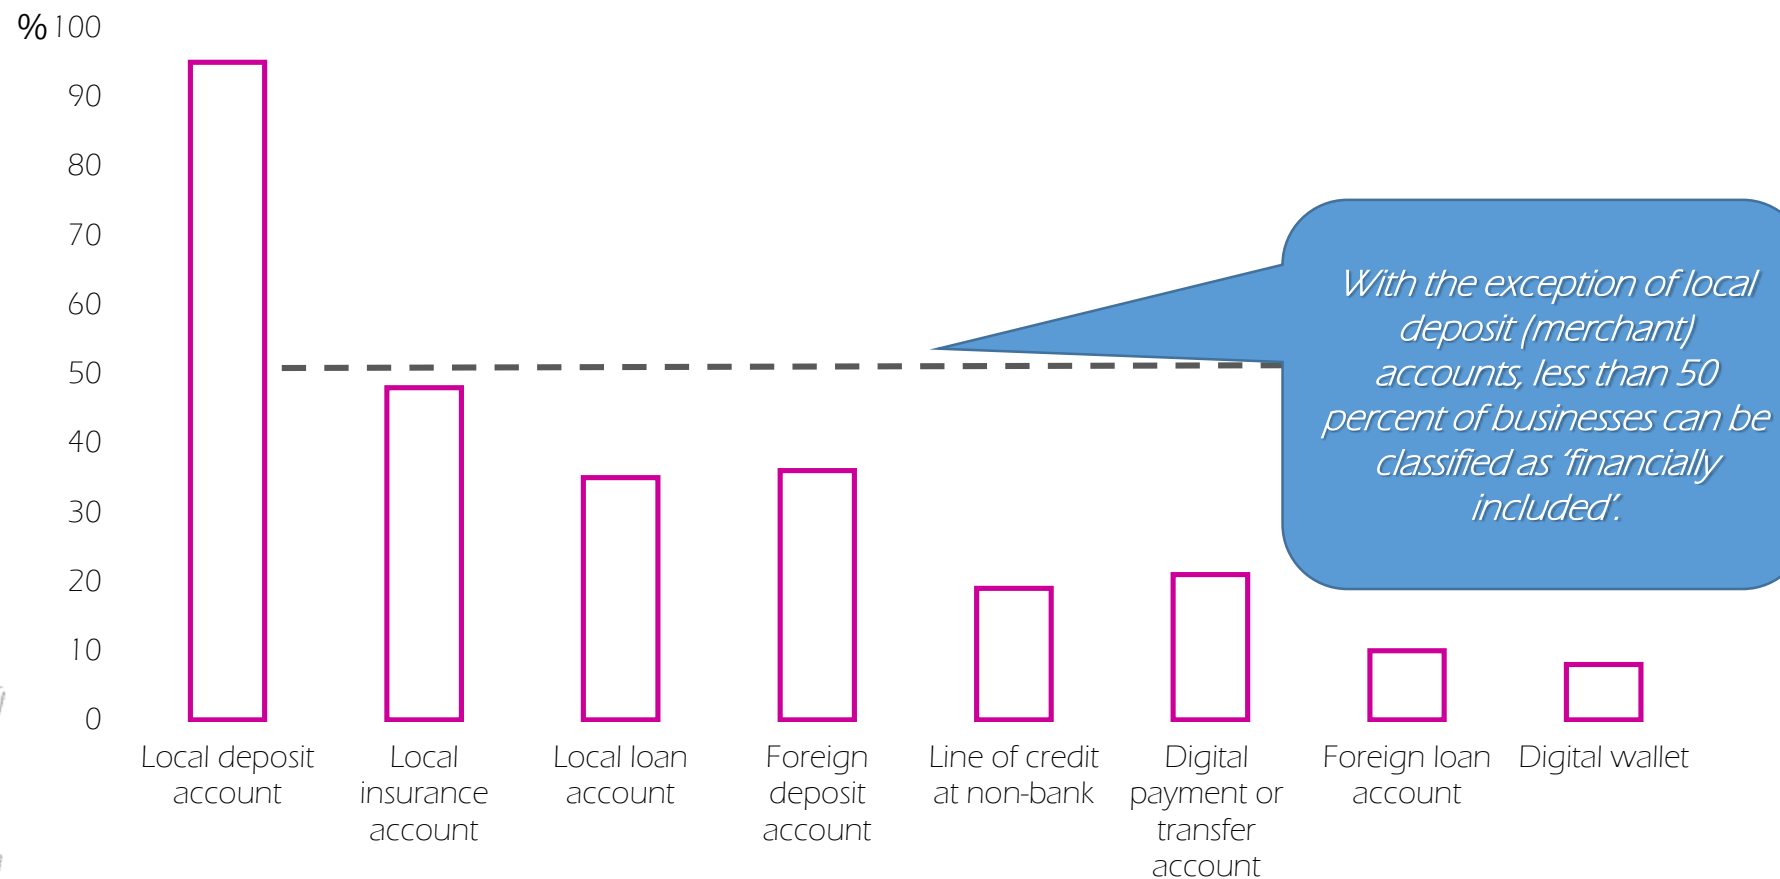 % 100
90
80
70
60
50
40
30
20
10
0
With the exception of local
deposit (merchant)
accounts, less than 50
percent of businesses can be
classified as ‘financially
included’.
Local deposit
account
Local
insurance
account
Local loan
account
Foreign
deposit
account
Line of credit
at non-bank
Digital
payment or
transfer
account
Foreign loan
account
Digital wallet